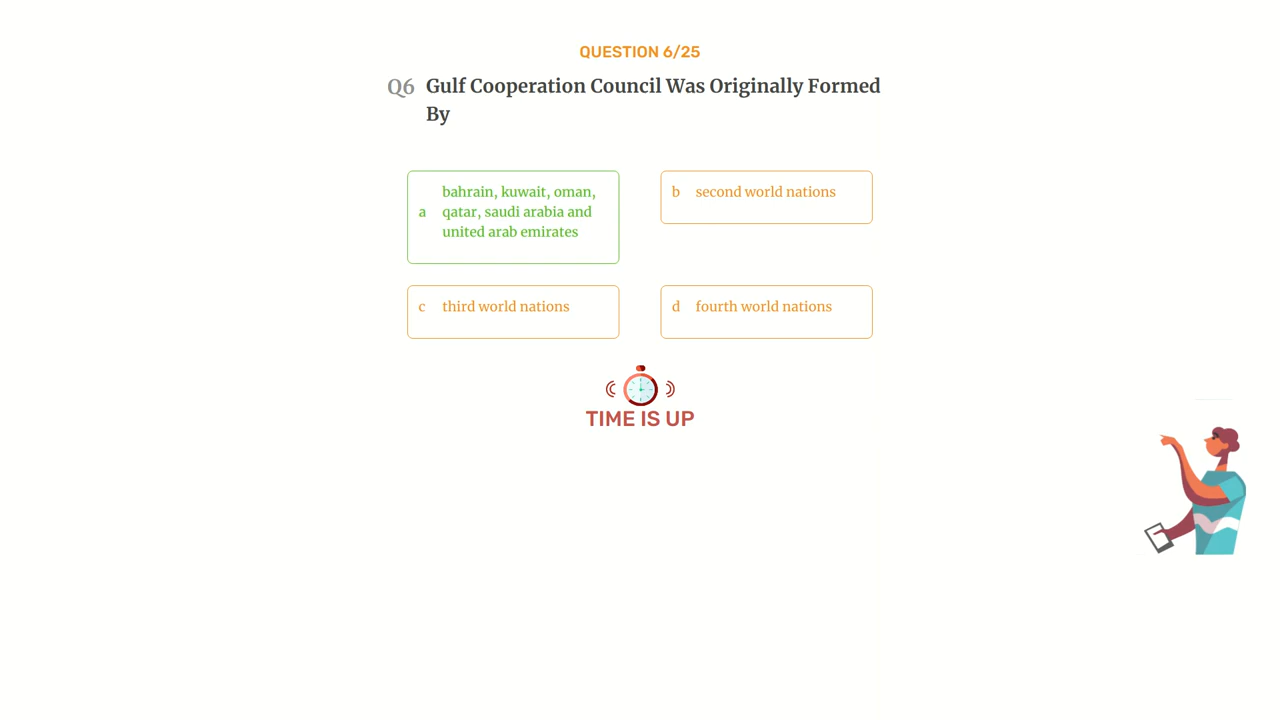 QUESTION 6/25
Q6 Gulf Cooperation Council Was Originally Formed
By
a bahrain, kuwait, oman,
qatar, saudi arabia and
united arab emirates
b second world nations
c third world nations
d fourth world nations
TIME IS UP